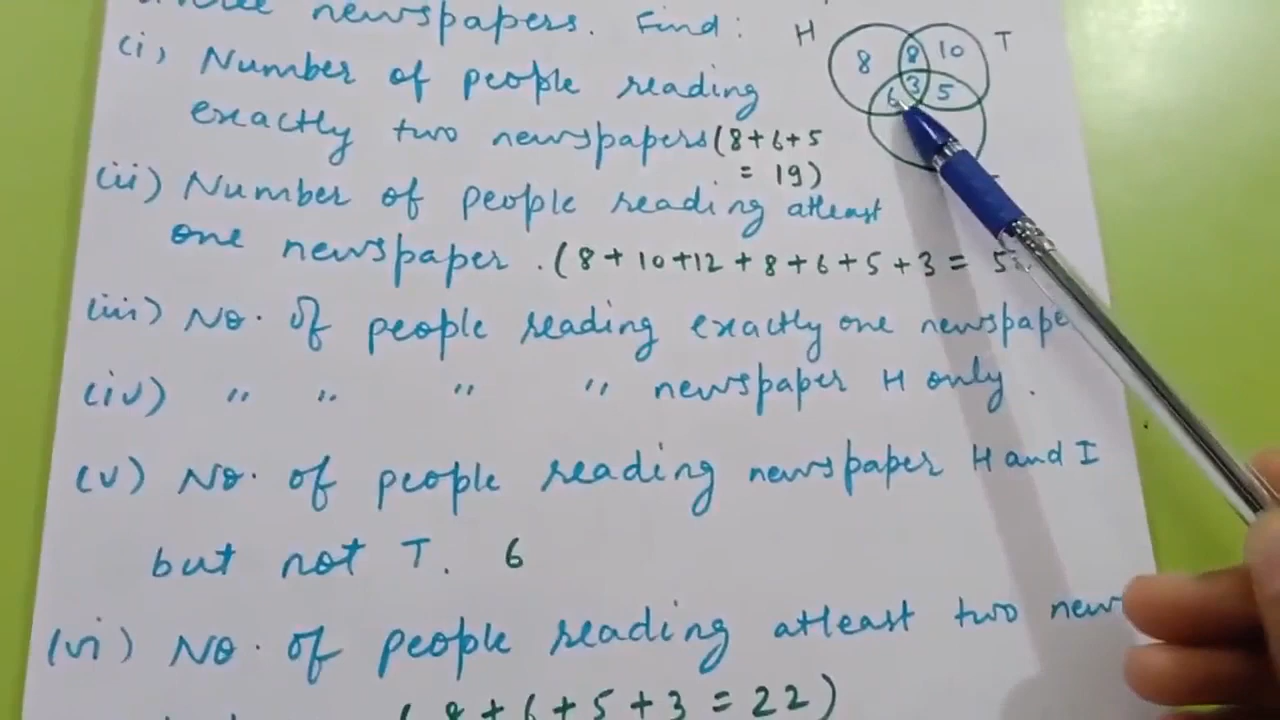 newspapers. Find:
H
T
8
8
10
6
3
5
(i) Number of people reading
exactly two newspapers (8+6+5
= 19)
(ii) Number of people reading atleast
one newspaper. (8+10+12+8+6+5+3 =
(iii) No. of people reading exactly one newspape
(iv) " " " " newspaper H only.
(v) No. of people reading newspaper H and I
but not T. 6
(vi) No. of people reading atleast two new
(8+6+5+3 = 22)